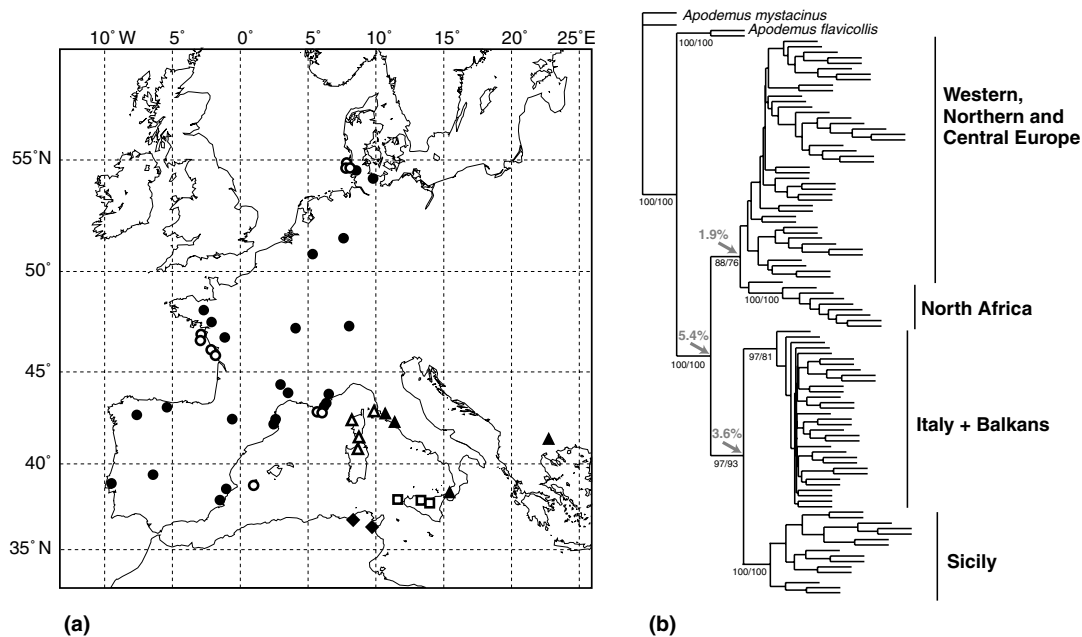 10° W 5° 0° 5° 10° 15° 20° 25° E
55° N
50°
45°
40°
35° N
(a)
Apodemus mystacinus
Apodemus flavicollis
100/100
Western,
Northern and
Central Europe
100/100
1.9%
88/76
100/100
North Africa
5.4%
100/100
97/81
Italy + Balkans
3.6%
97/93
100/100
Sicily
(b)